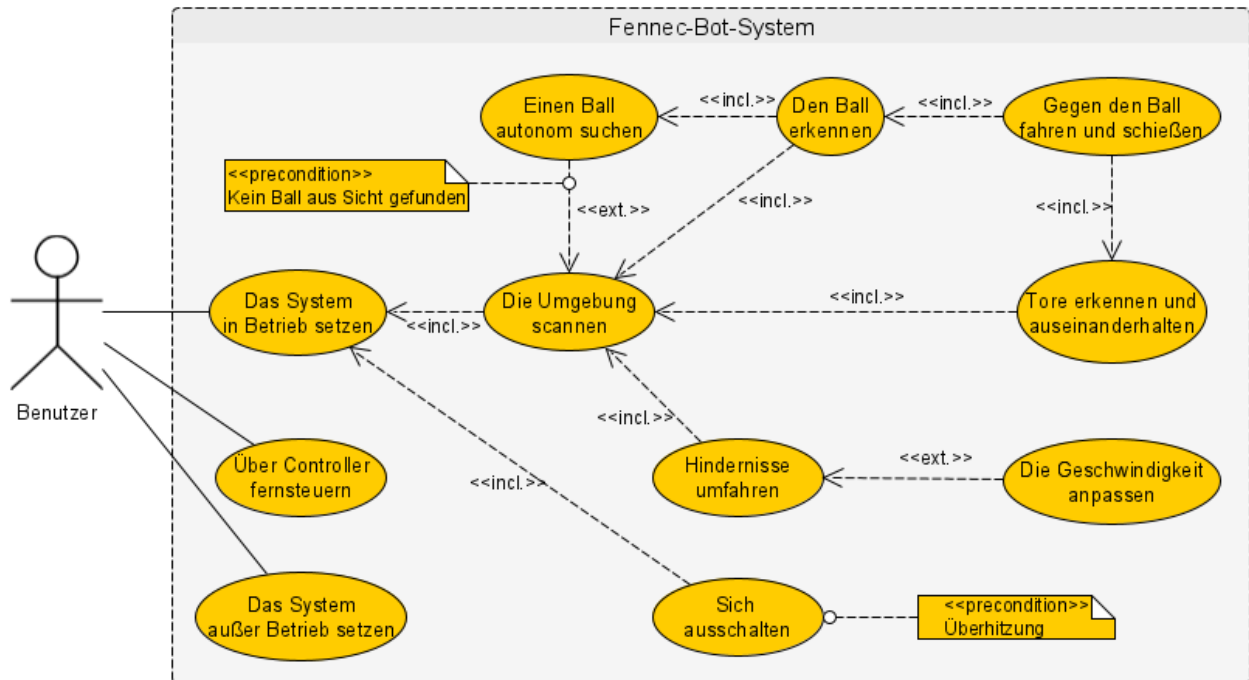 Fennec-Bot-System
Einen Ball
autonom suchen
<<incl.>>
Den Ball
erkennen
<<incl.>>
Gegen den Ball
fahren und schießen
<<precondition>>
Kein Ball aus Sicht gefunden
<<ext.>>
<<incl.>>
<<incl.>>
Das System
in Betrieb setzen
<<incl.>>
Die Umgebung
scannen
<<incl.>>
Tore erkennen und
auseinanderhalten
Benutzer
<<incl.>>
Über Controller
fernsteuern
<<incl.>>
Hindernisse
umfahren
<<ext.>>
Die Geschwindigkeit
anpassen
Das System
außer Betrieb setzen
Sich
ausschalten
<<precondition>>
Überhitzung